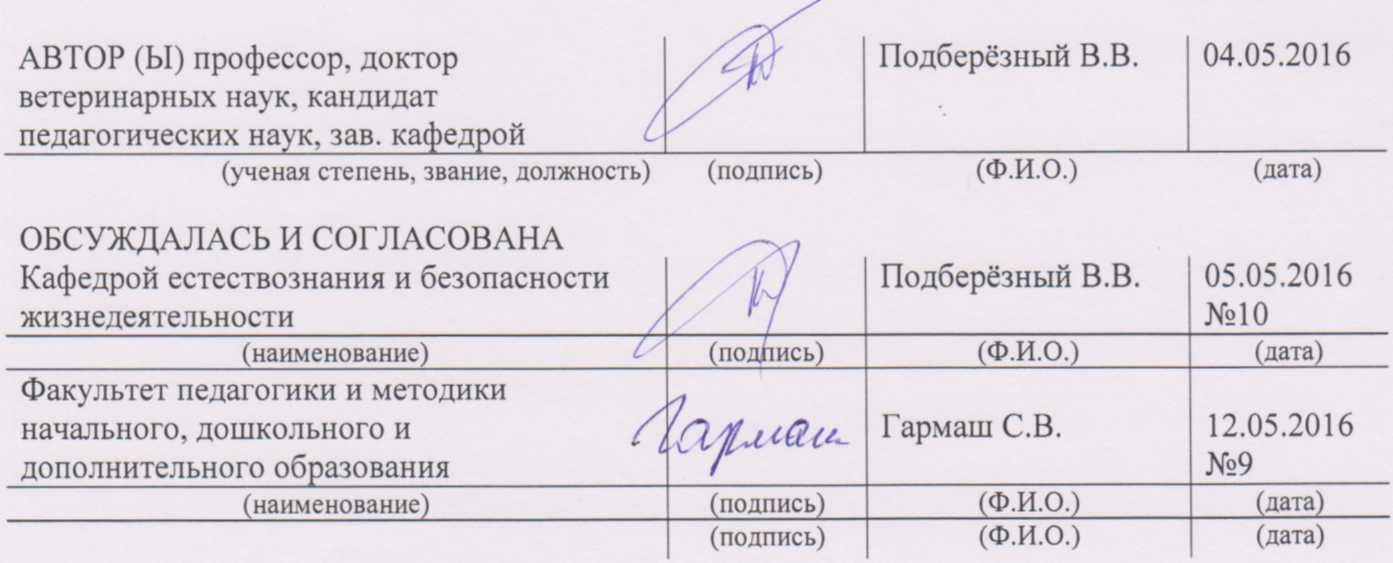 АВТОР (Ы) профессор, доктор Подберёзный В.В. 04.05.2016
ветеринарных наук, кандидат
педагогических наук, зав. кафедрой
(ученая степень, звание, должность) (подпись) (Ф.И.О.) (дата)
ОБСУЖДАЛАСЬ И СОГЛАСОВАНА
Кафедрой естествознания и безопасности Подберёзный В.В. 05.05.2016
жизнедеятельности №10
(наименование) (подпись) (Ф.И.О.) (дата)
Факультет педагогики и методики
начального, дошкольного и Гармаш Гармаш С.В. 12.05.2016
дополнительного образования №9
(наименование) (подпись) (Ф.И.О.) (дата)
(подпись) (Ф.И.О.) (дата)